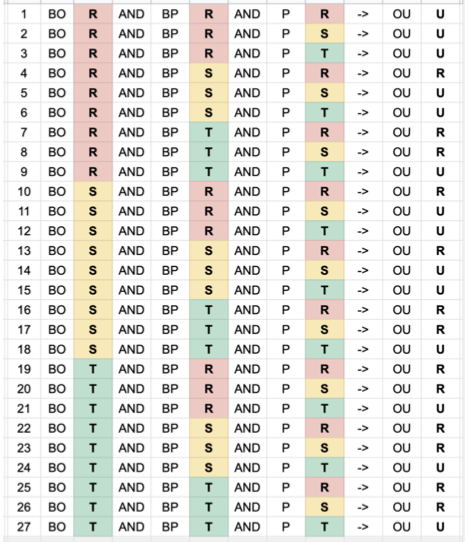 1 BO R AND BP R AND P R -> OU U
2 BO R AND BP R AND P S -> OU U
3 BO R AND BP R AND P T -> OU U
4 BO R AND BP S AND P R -> OU R
5 BO R AND BP S AND P S -> OU U
6 BO R AND BP S AND P T -> OU U
7 BO R AND BP T AND P R -> OU R
8 BO R AND BP T AND P S -> OU R
9 BO R AND BP T AND P T -> OU U
10 BO S AND BP R AND P R -> OU R
11 BO S AND BP R AND P S -> OU U
12 BO S AND BP R AND P T -> OU U
13 BO S AND BP S AND P R -> OU R
14 BO S AND BP S AND P S -> OU U
15 BO S AND BP S AND P T -> OU U
16 BO S AND BP T AND P R -> OU R
17 BO S AND BP T AND P S -> OU R
18 BO S AND BP T AND P T -> OU U
19 BO T AND BP R AND P R -> OU R
20 BO T AND BP R AND P S -> OU R
21 BO T AND BP R AND P T -> OU U
22 BO T AND BP S AND P R -> OU R
23 BO T AND BP S AND P S -> OU R
24 BO T AND BP S AND P T -> OU U
25 BO T AND BP T AND P R -> OU R
26 BO T AND BP T AND P S -> OU R
27 BO T AND BP T AND P T -> OU U